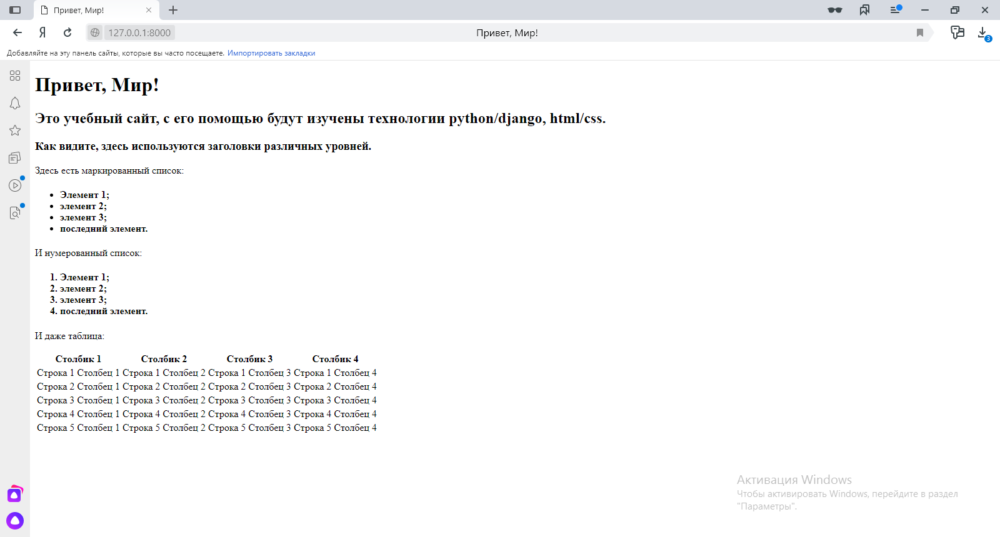 Привет, Мир!
Я 127.0.0.1:8000 Привет, Мир! 3
Добавляйте на эту панель сайты, которые вы часто посещаете. Импортировать закладки
Привет, Мир!
Это учебный сайт, с его помощью будут изучены технологии python/django, html/css.
Как видите, здесь используются заголовки различных уровней.
Здесь есть маркированный список:
• Элемент 1;
• элемент 2;
• элемент 3;
• последний элемент.
И нумерованный список:
1. Элемент 1;
2. элемент 2;
3. элемент 3;
4. последний элемент.
И даже таблица:
Столбик 1 Столбик 2 Столбик 3 Столбик 4
Строка 1 Столбец 1 Строка 1 Столбец 2 Строка 1 Столбец 3 Строка 1 Столбец 4
Строка 2 Столбец 1 Строка 2 Столбец 2 Строка 2 Столбец 3 Строка 2 Столбец 4
Строка 3 Столбец 1 Строка 3 Столбец 2 Строка 3 Столбец 3 Строка 3 Столбец 4
Строка 4 Столбец 1 Строка 4 Столбец 2 Строка 4 Столбец 3 Строка 4 Столбец 4
Строка 5 Столбец 1 Строка 5 Столбец 2 Строка 5 Столбец 3 Строка 5 Столбец 4
Активация Windows
Чтобы активировать Windows, перейдите в раздел
"Параметры".